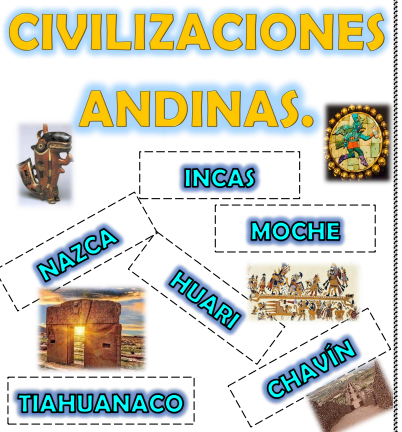 CIVILIZACIONES
ANDINAS.
INCAS
MOCHE
NAZCA
HUARI
CHAVÍN
TIAHUANACO